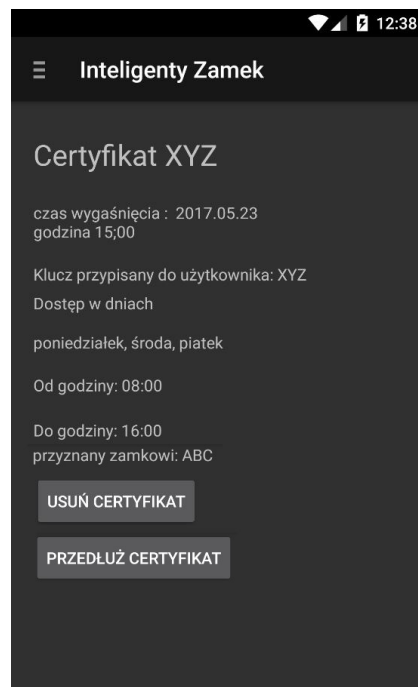 12:38
Inteligenty Zamek
Certyfikat XYZ
czas wygaśnięcia : 2017.05.23
godzina 15;00
Klucz przypisany do użytkownika: XYZ
Dostęp w dniach
poniedziałek, środa, piatek
Od godziny: 08:00
Do godziny: 16:00
przyznany zamkowi: ABC
USUŃ CERTYFIKAT
PRZEDŁUŻ CERTYFIKAT